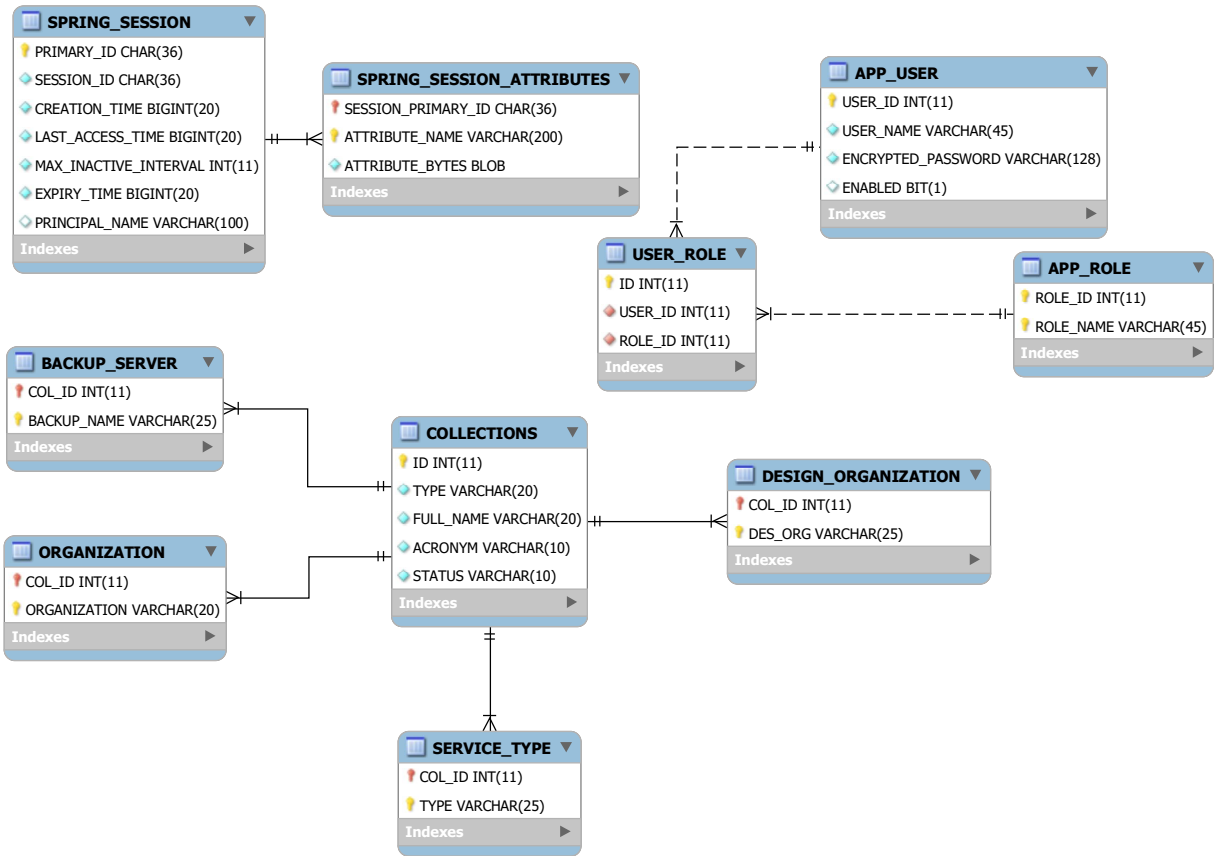 SPRING_SESSION
PRIMARY_ID CHAR(36)
SESSION_ID CHAR(36)
CREATION_TIME BIGINT(20)
LAST_ACCESS_TIME BIGINT(20)
MAX_INACTIVE_INTERVAL INT(11)
EXPIRY_TIME BIGINT(20)
PRINCIPAL_NAME VARCHAR(100)
Indexes
SPRING_SESSION_ATTRIBUTES
SESSION_PRIMARY_ID CHAR(36)
ATTRIBUTE_NAME VARCHAR(200)
ATTRIBUTE_BYTES BLOB
Indexes
APP_USER
USER_ID INT(11)
USER_NAME VARCHAR(45)
ENCRYPTED_PASSWORD VARCHAR(128)
ENABLED BIT(1)
Indexes
USER_ROLE
ID INT(11)
USER_ID INT(11)
ROLE_ID INT(11)
Indexes
APP_ROLE
ROLE_ID INT(11)
ROLE_NAME VARCHAR(45)
Indexes
BACKUP_SERVER
COL_ID INT(11)
BACKUP_NAME VARCHAR(25)
Indexes
COLLECTIONS
ID INT(11)
TYPE VARCHAR(20)
FULL_NAME VARCHAR(20)
ACRONYM VARCHAR(10)
STATUS VARCHAR(10)
Indexes
DESIGN_ORGANIZATION
COL_ID INT(11)
DES_ORG VARCHAR(25)
Indexes
ORGANIZATION
COL_ID INT(11)
ORGANIZATION VARCHAR(20)
Indexes
SERVICE_TYPE
COL_ID INT(11)
TYPE VARCHAR(25)
Indexes